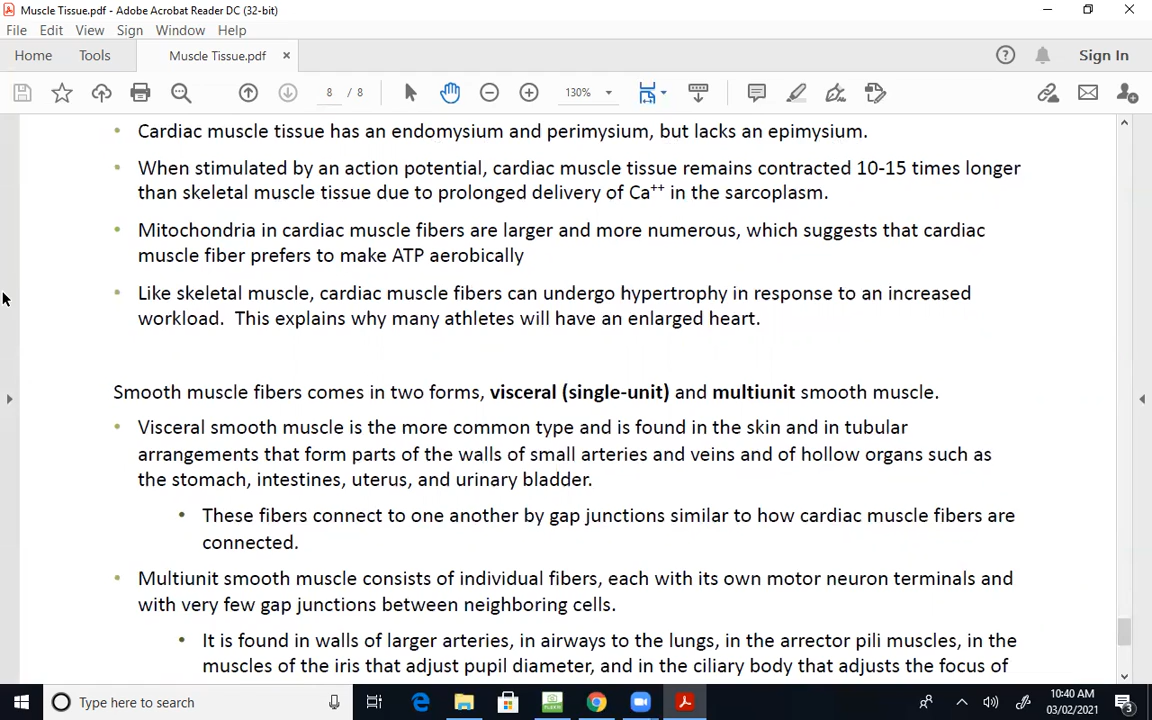 Muscle Tissue.pdf - Adobe Acrobat Reader DC (32-bit)
File Edit View Sign Window Help
Home Tools Muscle Tissue.pdf × Sign In
8 / 8 130%
• Cardiac muscle tissue has an endomysium and perimysium, but lacks an epimysium.
• When stimulated by an action potential, cardiac muscle tissue remains contracted 10-15 times longer
than skeletal muscle tissue due to prolonged delivery of Ca⁺⁺ in the sarcoplasm.
• Mitochondria in cardiac muscle fibers are larger and more numerous, which suggests that cardiac
muscle fiber prefers to make ATP aerobically
• Like skeletal muscle, cardiac muscle fibers can undergo hypertrophy in response to an increased
workload. This explains why many athletes will have an enlarged heart.
Smooth muscle fibers comes in two forms, visceral (single-unit) and multiunit smooth muscle.
• Visceral smooth muscle is the more common type and is found in the skin and in tubular
arrangements that form parts of the walls of small arteries and veins and of hollow organs such as
the stomach, intestines, uterus, and urinary bladder.
• These fibers connect to one another by gap junctions similar to how cardiac muscle fibers are
connected.
• Multiunit smooth muscle consists of individual fibers, each with its own motor neuron terminals and
with very few gap junctions between neighboring cells.
• It is found in walls of larger arteries, in airways to the lungs, in the arrector pili muscles, in the
muscles of the iris that adjust pupil diameter, and in the ciliary body that adjusts the focus of
Type here to search
10:40 AM
03/02/2021
3